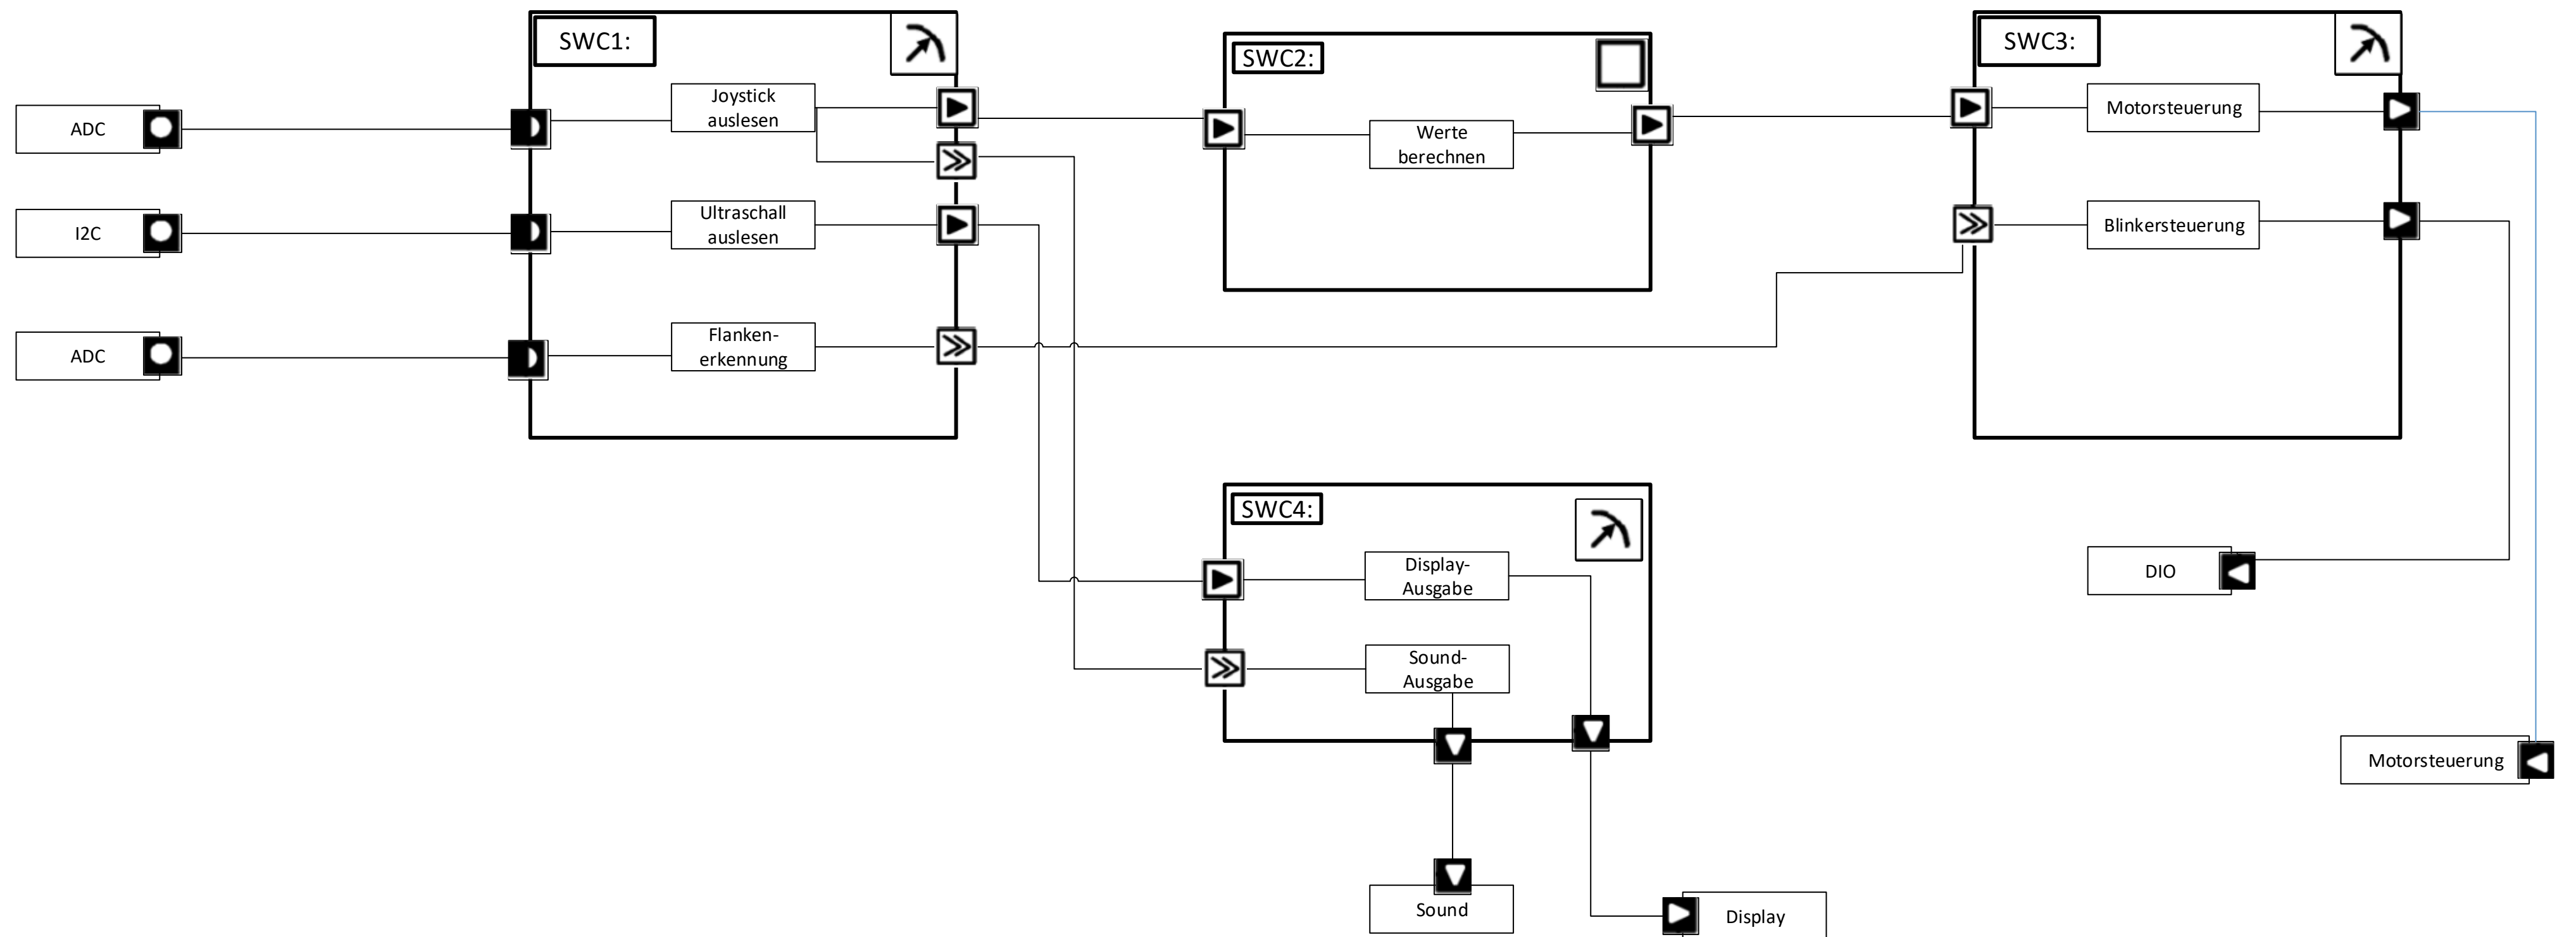 SWC1:
ADC
Joystick
auslesen
I2C
Ultraschall
auslesen
ADC
Flanken-
erkennung
SWC2:
Werte
berechnen
SWC3:
Motorsteuerung
Blinkersteuerung
SWC4:
Display-
Ausgabe
Sound-
Ausgabe
DIO
Motorsteuerung
Sound
Display